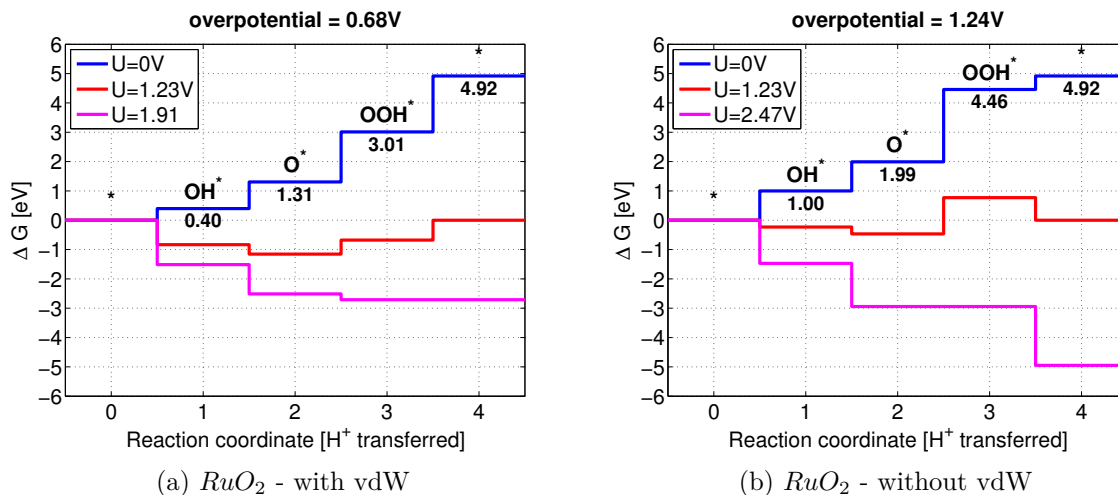 overpotential = 0.68V
6
5
4
3
2
1
0
−1
−2
−3
−4
−5
−6
Δ G [eV]
U=0V
U=1.23V
U=1.91
*
OH*
0.40
O*
1.31
OOH*
3.01
*
4.92
0 1 2 3 4
Reaction coordinate [H+ transferred]
(a) RuO2 - with vdW
overpotential = 1.24V
6
5
4
3
2
1
0
−1
−2
−3
−4
−5
−6
Δ G [eV]
U=0V
U=1.23V
U=2.47V
*
OH*
1.00
O*
1.99
OOH*
4.46
*
4.92
0 1 2 3 4
Reaction coordinate [H+ transferred]
(b) RuO2 - without vdW